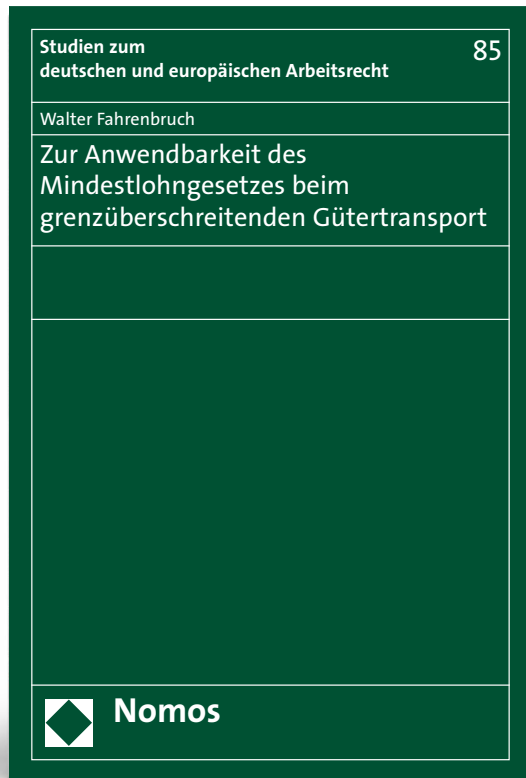 Studien zum
deutschen und europäischen Arbeitsrecht
85
Walter Fahrenbruch
Zur Anwendbarkeit des
Mindestlohngesetzes beim
grenzüberschreitenden Gütertransport
Nomos